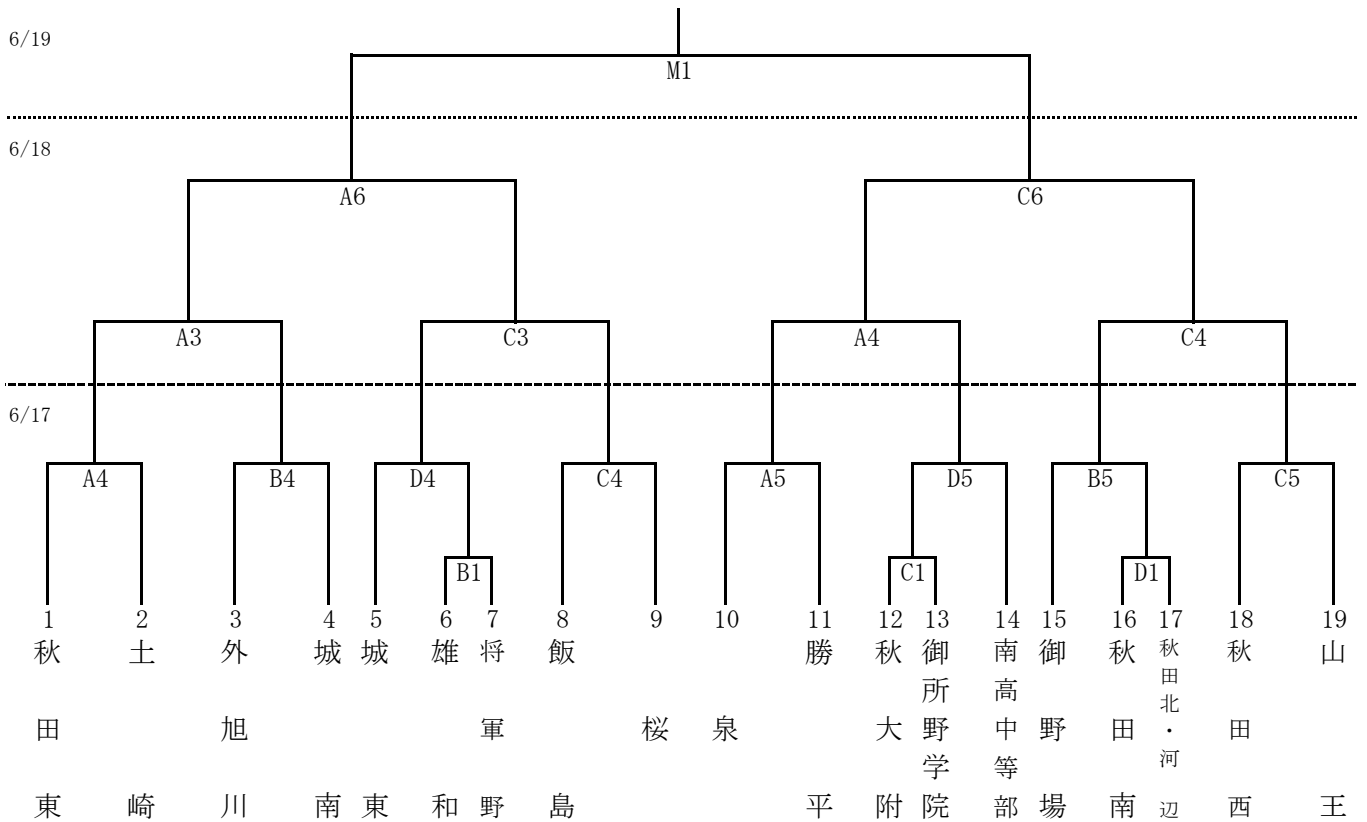 6/19
M1
6/18
A6
C6
A3
C3
A4
C4
6/17
A4
B4
D4
C4
A5
D5
B5
C5
B1
C1
D1
1
2
3
4
5
6
7
8
9
10
11
12
13
14
15
16
17
18
19
秋田東
土崎
外旭川
城南
城東
雄和
将軍野
飯島
桜
泉
勝平
秋大附
御所野学院
南高中等部
御野場
秋田南
秋田北・河辺
秋田西
山王